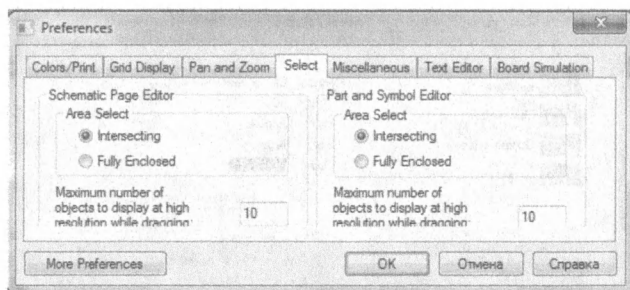 Preferences
Colors/Print Grid Display Pan and Zoom Select Miscellaneous Text Editor Board Simulation
Schematic Page Editor
Area Select
Intersecting
Fully Enclosed
Maximum number of
objects to display at high
resolution while dragging:
10
Part and Symbol Editor
Area Select
Intersecting
Fully Enclosed
Maximum number of
objects to display at high
resolution while dragging:
10
More Preferences OK Отмена Справка